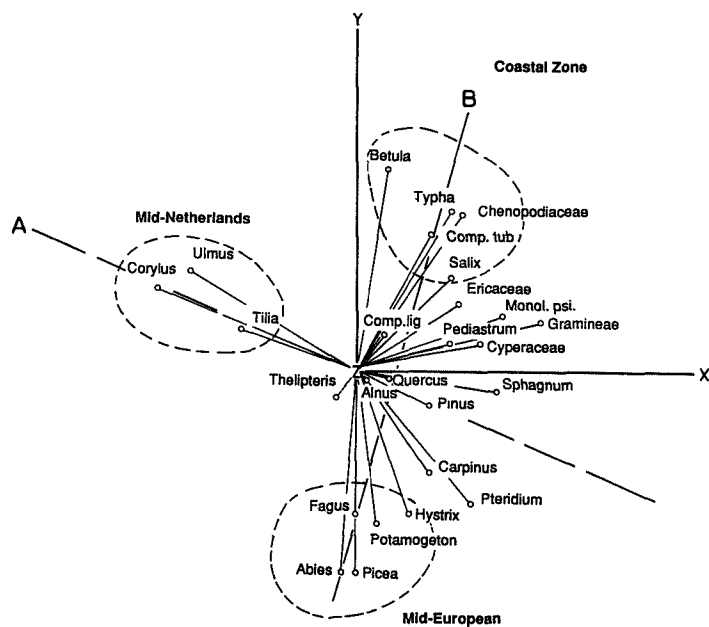 Y
Coastal Zone
B
Betula
Typha
Chenopodiaceae
Mid-Netherlands
A
Comp. tub
Ulmus
Salix
Corylus
Ericaceae
Monol. psi.
Tilia
Comp.lig
Gramineae
Pediastrum
Cyperaceae
Z
X
Thelipteris
Quercus
Alnus
Sphagnum
Pinus
Carpinus
Pteridium
Fagus
Hystrix
Potamogeton
Abies
Picea
Mid-European